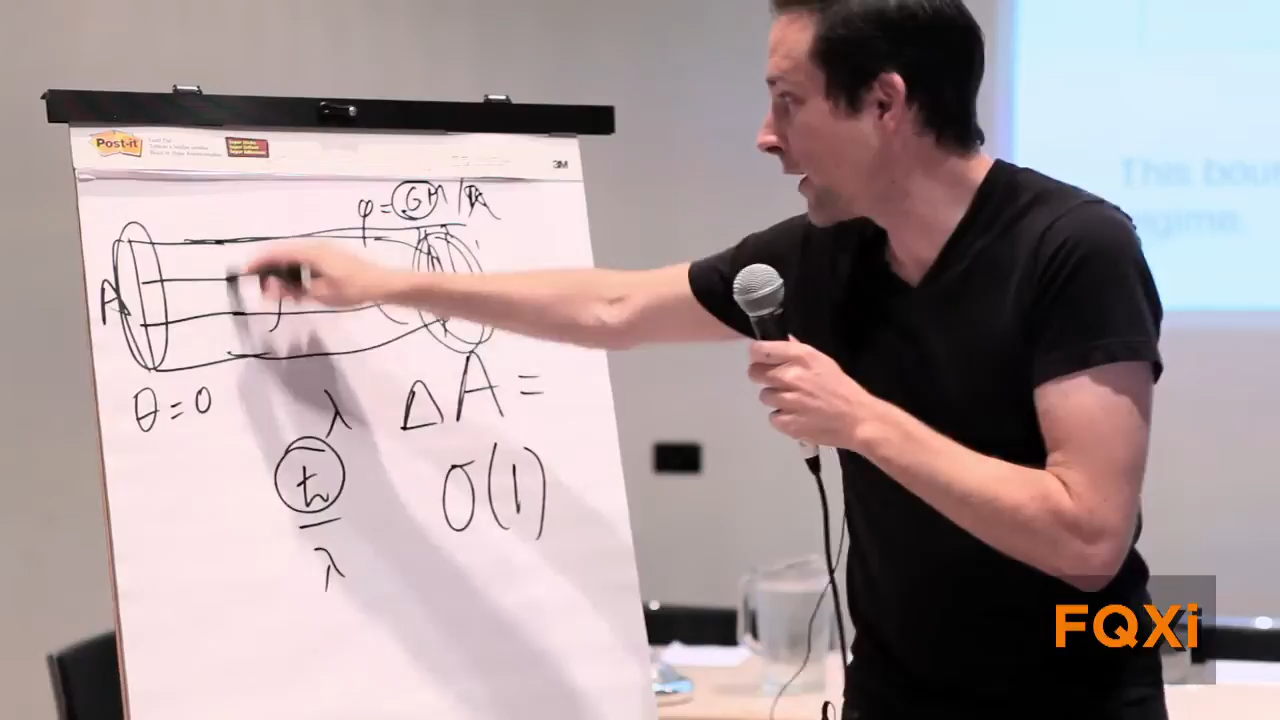 Post-it
3M
φ = GM/R
A
θ = 0
λ
ΔA =
σ(1)
ħ
λ
This bou
egime.
FQXi